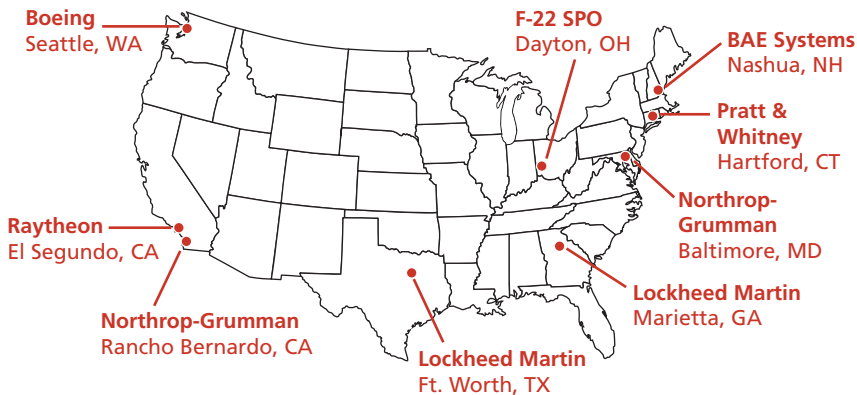 Boeing
Seattle, WA
F-22 SPO
Dayton, OH
BAE Systems
Nashua, NH
Pratt &
Whitney
Hartford, CT
Northrop-
Grumman
Baltimore, MD
Raytheon
El Segundo, CA
Lockheed Martin
Marietta, GA
Northrop-Grumman
Rancho Bernardo, CA
Lockheed Martin
Ft. Worth, TX